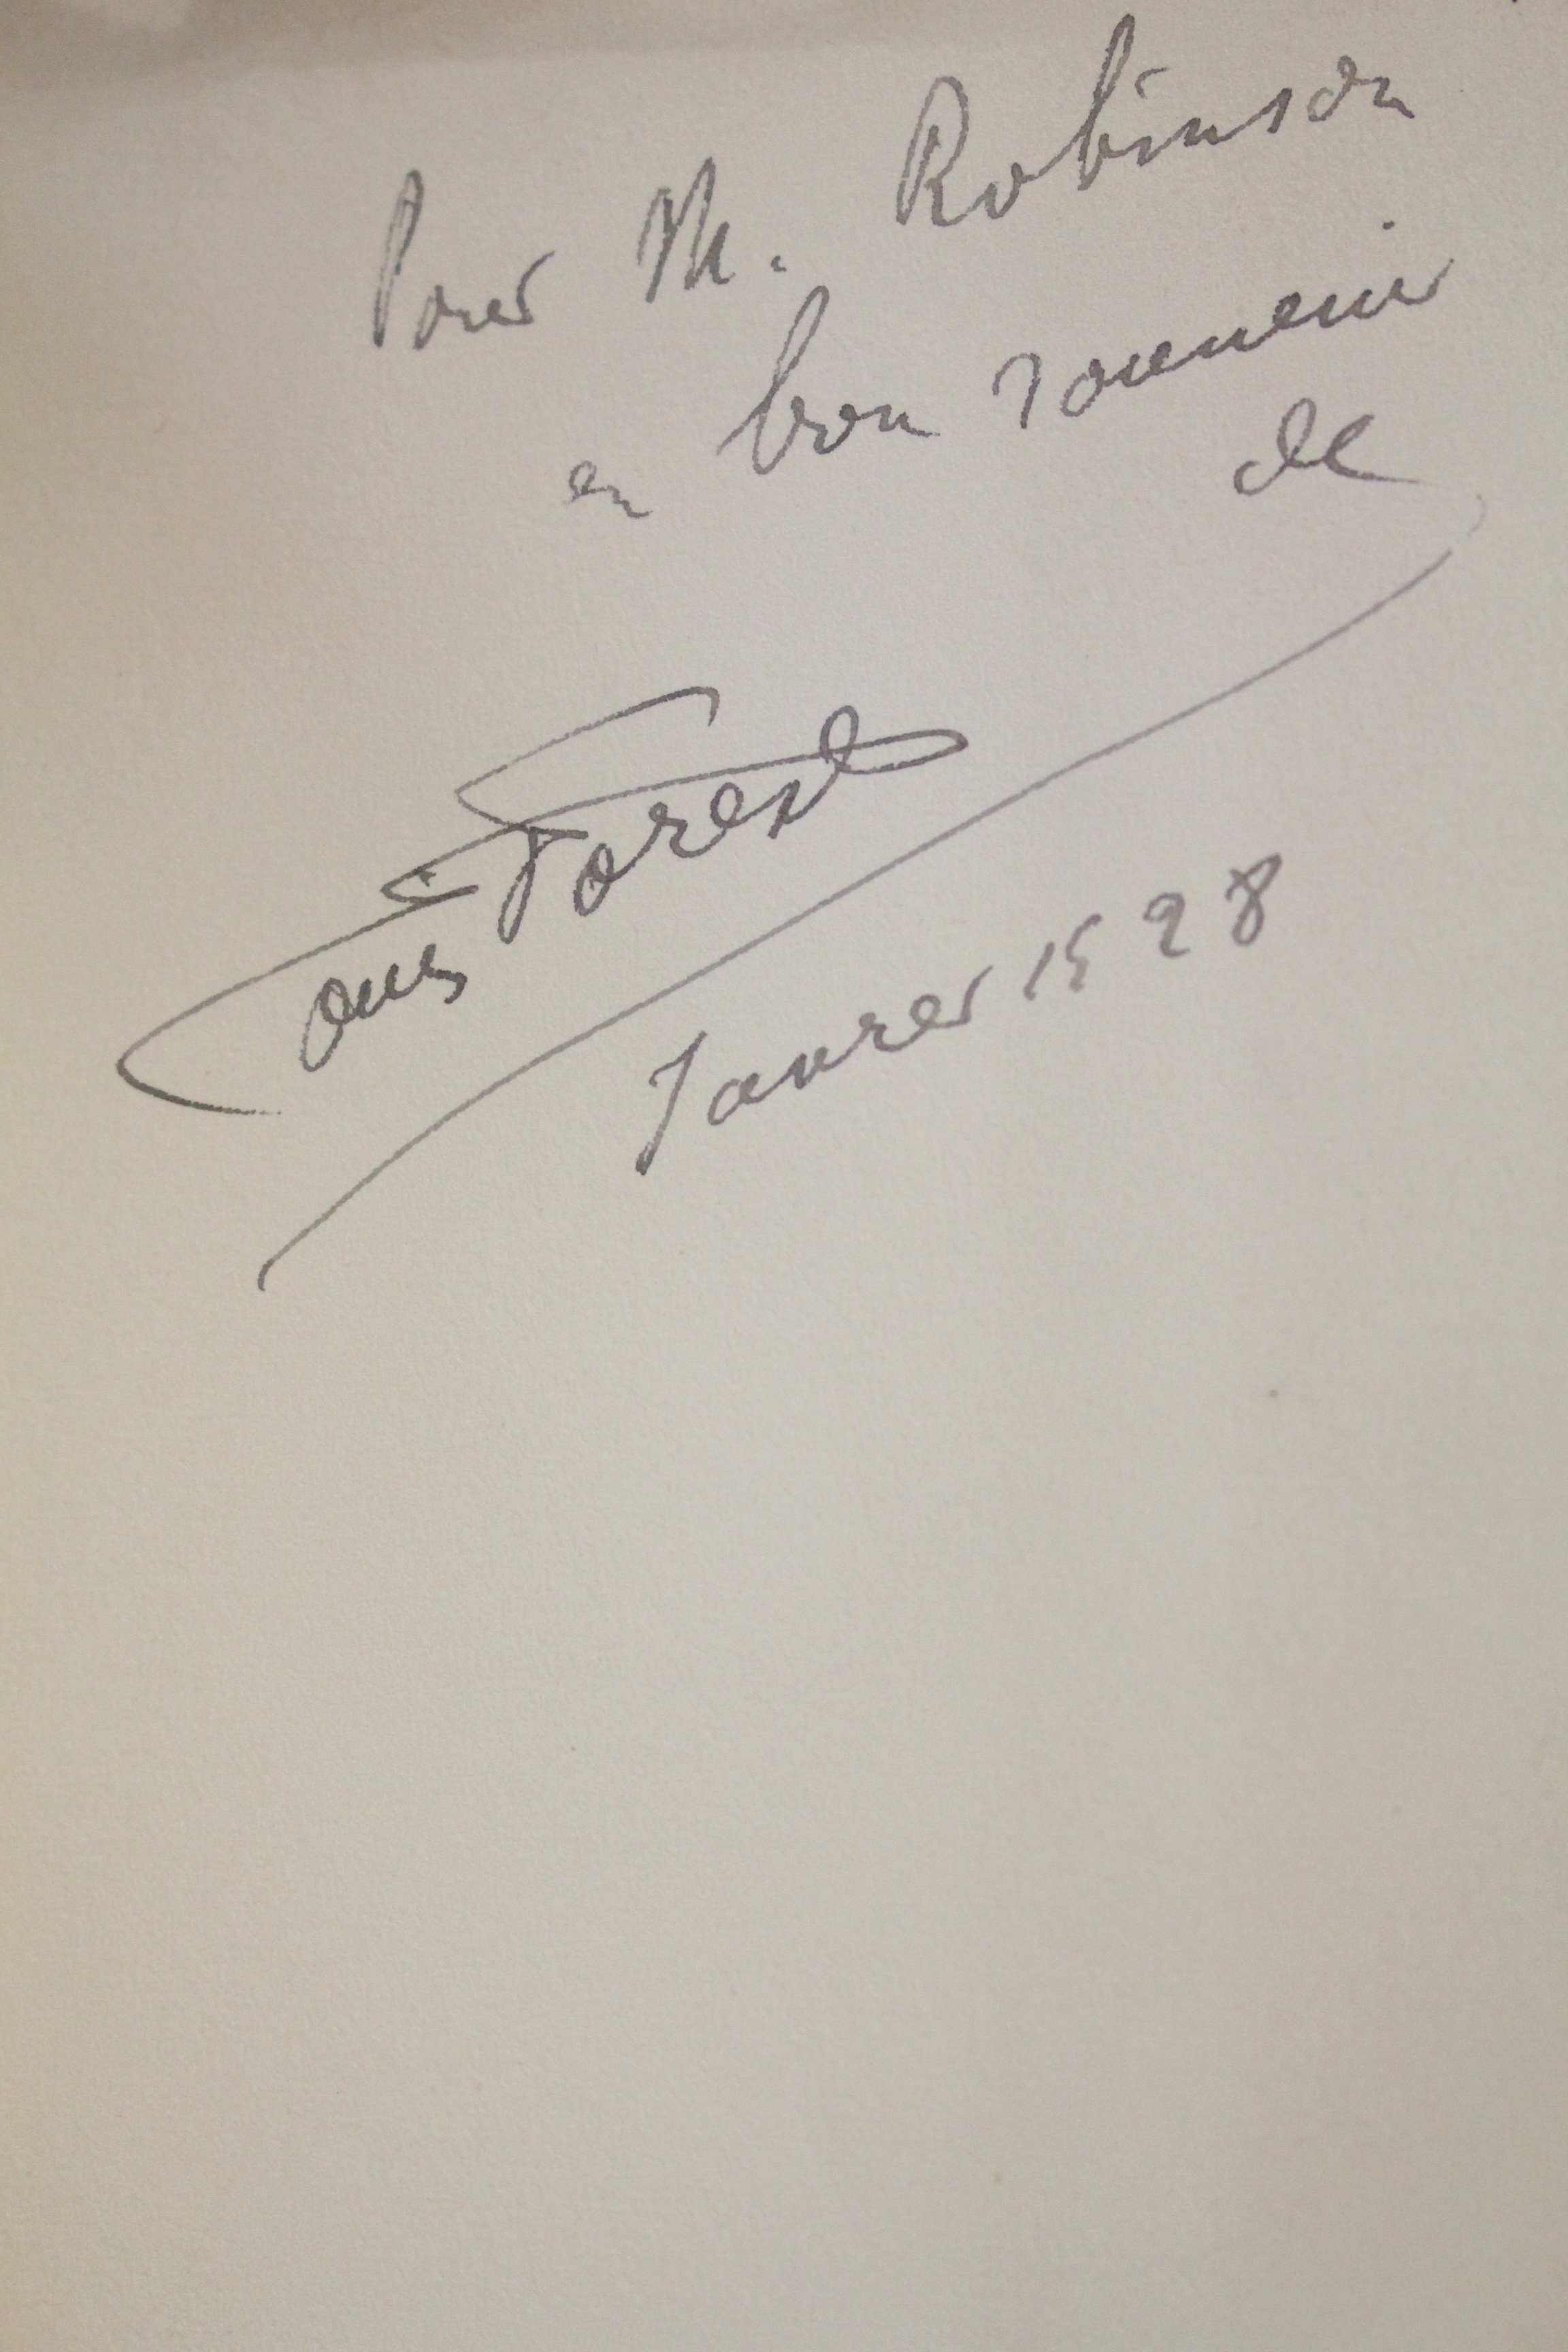 Pour M. Robinson
en bon souvenir
de
Louis Forest
Janvier 1928